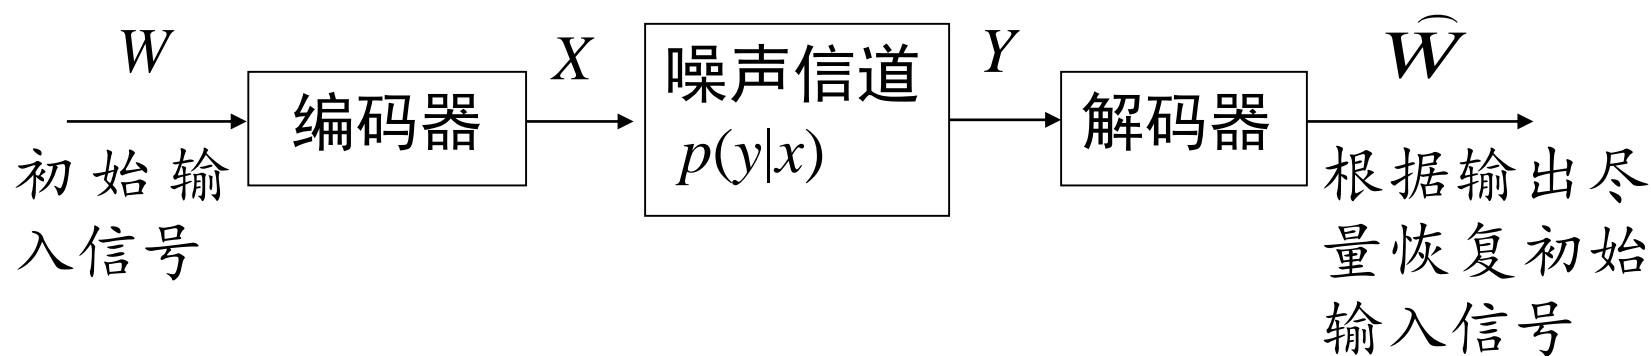 W
初始输
入信号
编码器
X
噪声信道
p(y|x)
Y
解码器
Ŵ
根据输出尽
量恢复初始
输入信号